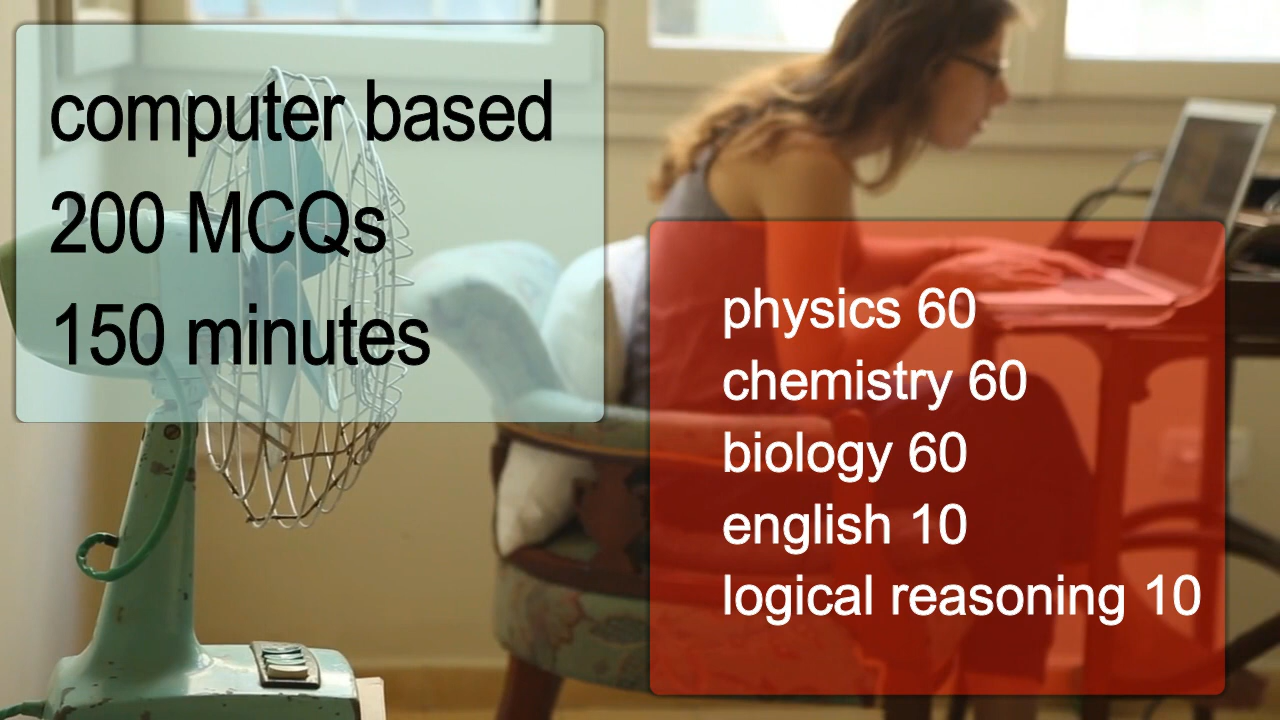 computer based
200 MCQs
150 minutes
physics 60
chemistry 60
biology 60
english 10
logical reasoning 10